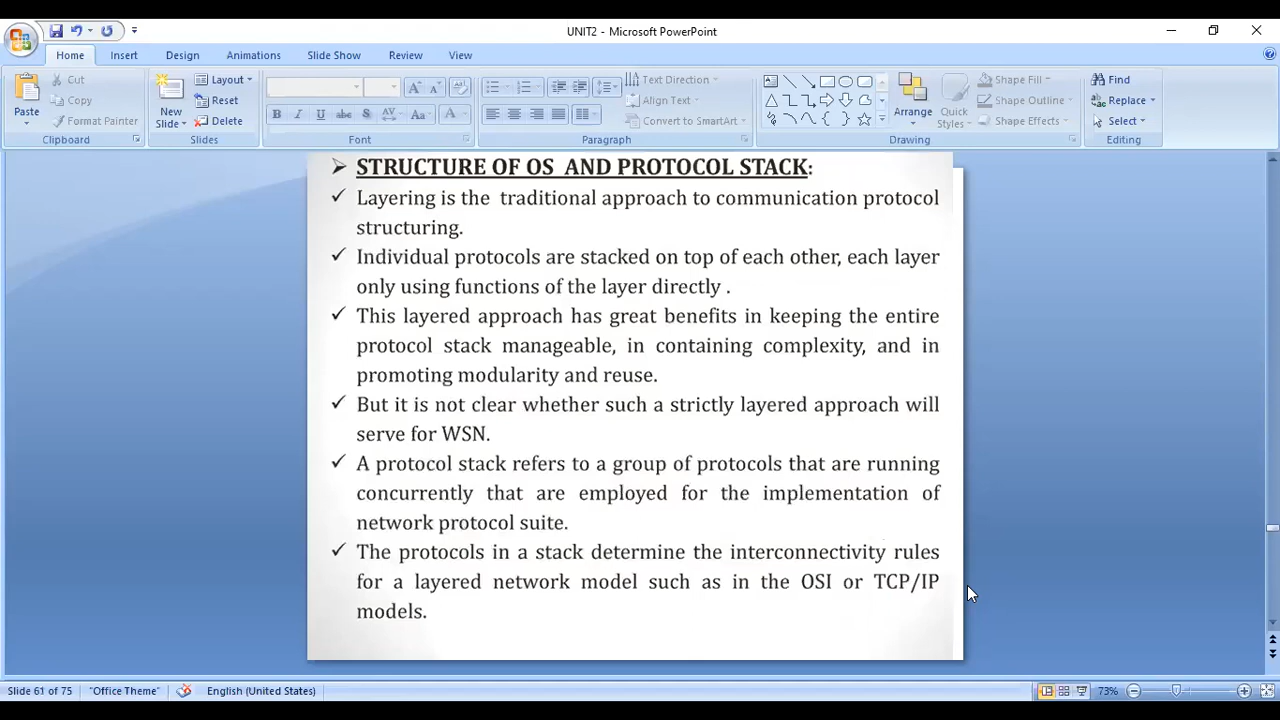 UNIT2 - Microsoft PowerPoint
Home Insert Design Animations Slide Show Review View
Cut
Copy
Format Painter
Paste
Clipboard
New Slide
Layout
Reset
Delete
Slides
B I U abc S AV Aa A
Font
Text Direction
Align Text
Convert to SmartArt
Paragraph
Arrange
Quick Styles
Shape Fill
Shape Outline
Shape Effects
Drawing
Find
Replace
Select
Editing
STRUCTURE OF OS AND PROTOCOL STACK:
Layering is the traditional approach to communication protocol
structuring.
Individual protocols are stacked on top of each other, each layer
only using functions of the layer directly .
This layered approach has great benefits in keeping the entire
protocol stack manageable, in containing complexity, and in
promoting modularity and reuse.
But it is not clear whether such a strictly layered approach will
serve for WSN.
A protocol stack refers to a group of protocols that are running
concurrently that are employed for the implementation of
network protocol suite.
The protocols in a stack determine the interconnectivity rules
for a layered network model such as in the OSI or TCP/IP
models.
Slide 61 of 75 "Office Theme" English (United States) 73%